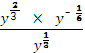 y^{2/3} × y^{- 1/6}
y^{1/3}